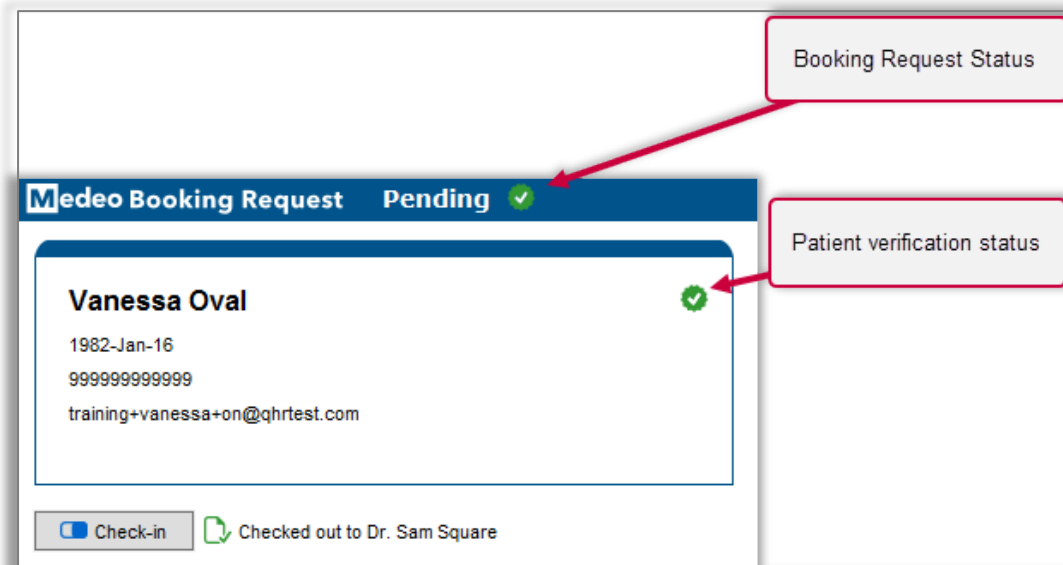 Booking Request Status
Medeo Booking Request Pending
Patient verification status
Vanessa Oval
1982-Jan-16
999999999999
training+vanessa+on@qhrtest.com
Check-in Checked out to Dr. Sam Square